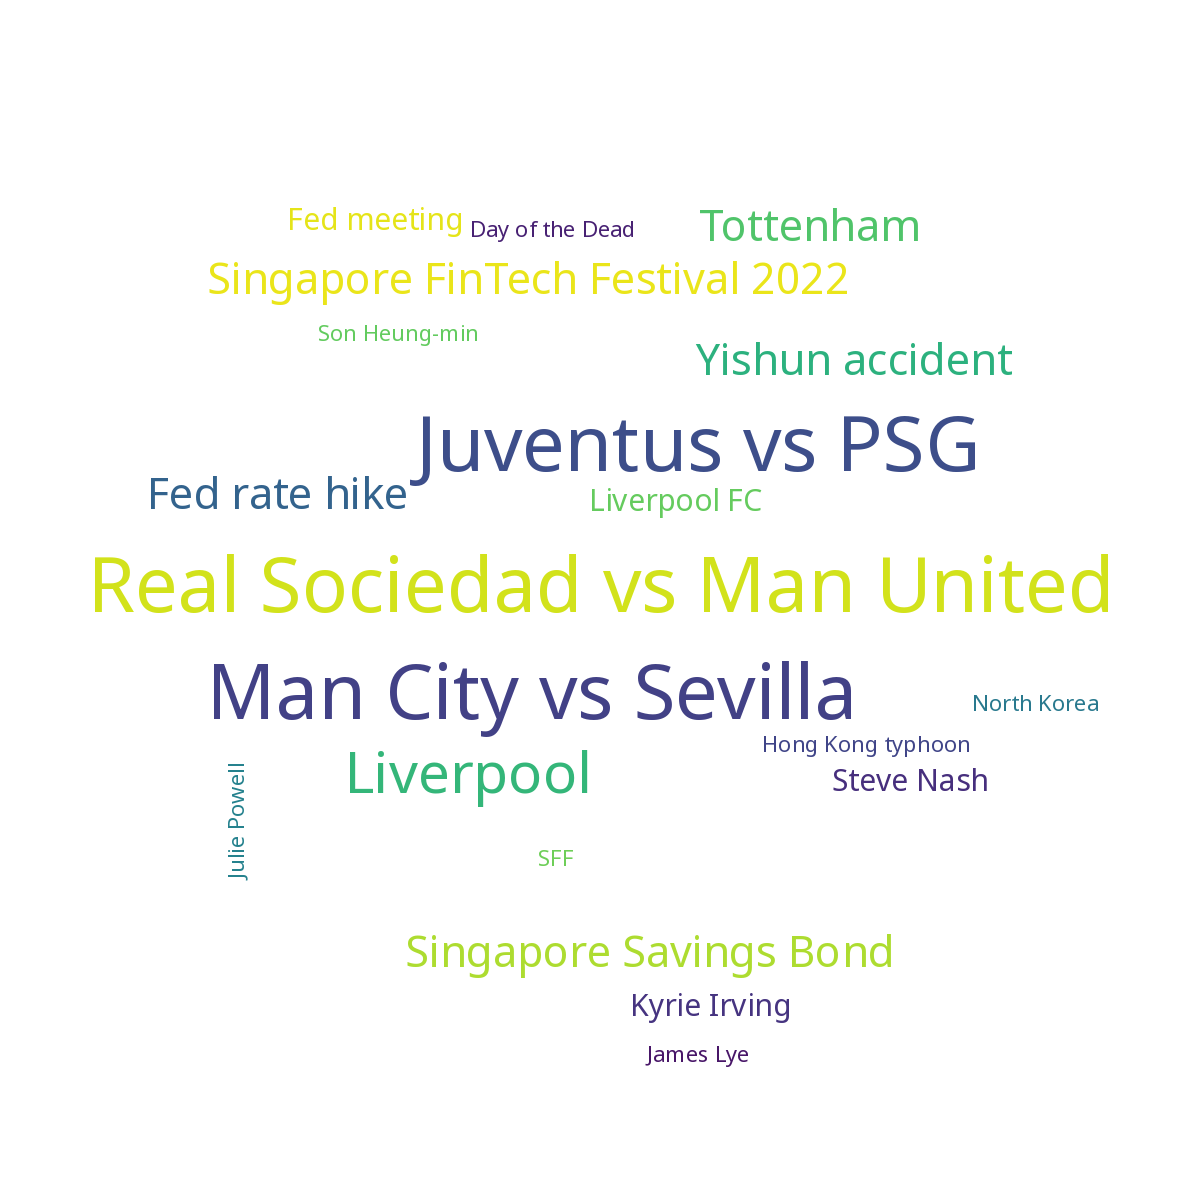 Fed meeting
Day of the Dead
Tottenham
Singapore FinTech Festival 2022
Son Heung-min
Yishun accident
Juventus vs PSG
Fed rate hike
Liverpool FC
Real Sociedad vs Man United
Man City vs Sevilla
North Korea
Hong Kong typhoon
Liverpool
Steve Nash
Julie Powell
SFF
Singapore Savings Bond
Kyrie Irving
James Lye